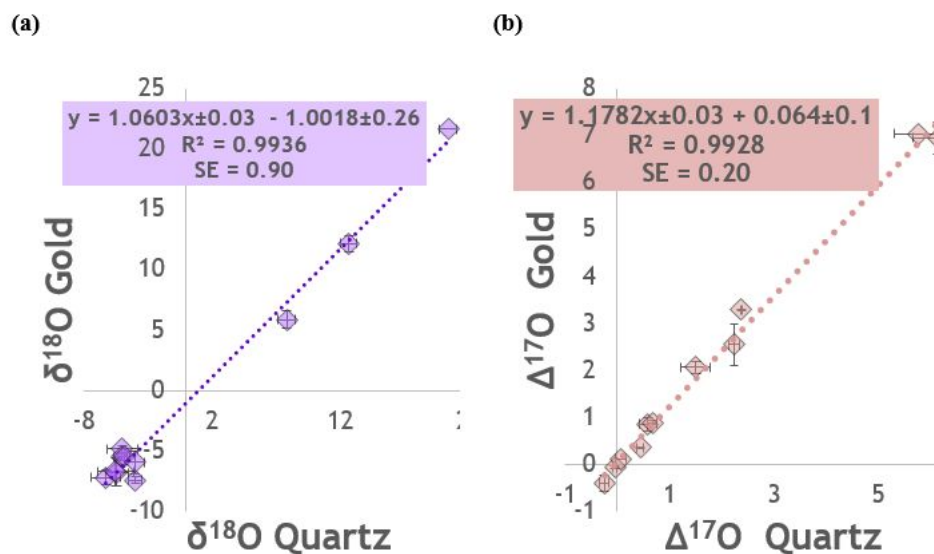 (a)
(b)
25
y = 1.0603x±0.03 - 1.0018±0.26
20
R² = 0.9936
SE = 0.90
15
10
5
0
-8
2
12
-5
-10
δ¹⁸O Gold
δ¹⁸O Quartz
8
y = 1.1782x±0.03 + 0.064±0.1
7
R² = 0.9928
SE = 0.20
6
5
4
3
2
1
0
-1
-1
1
3
5
Δ¹⁷O Gold
Δ¹⁷O Quartz